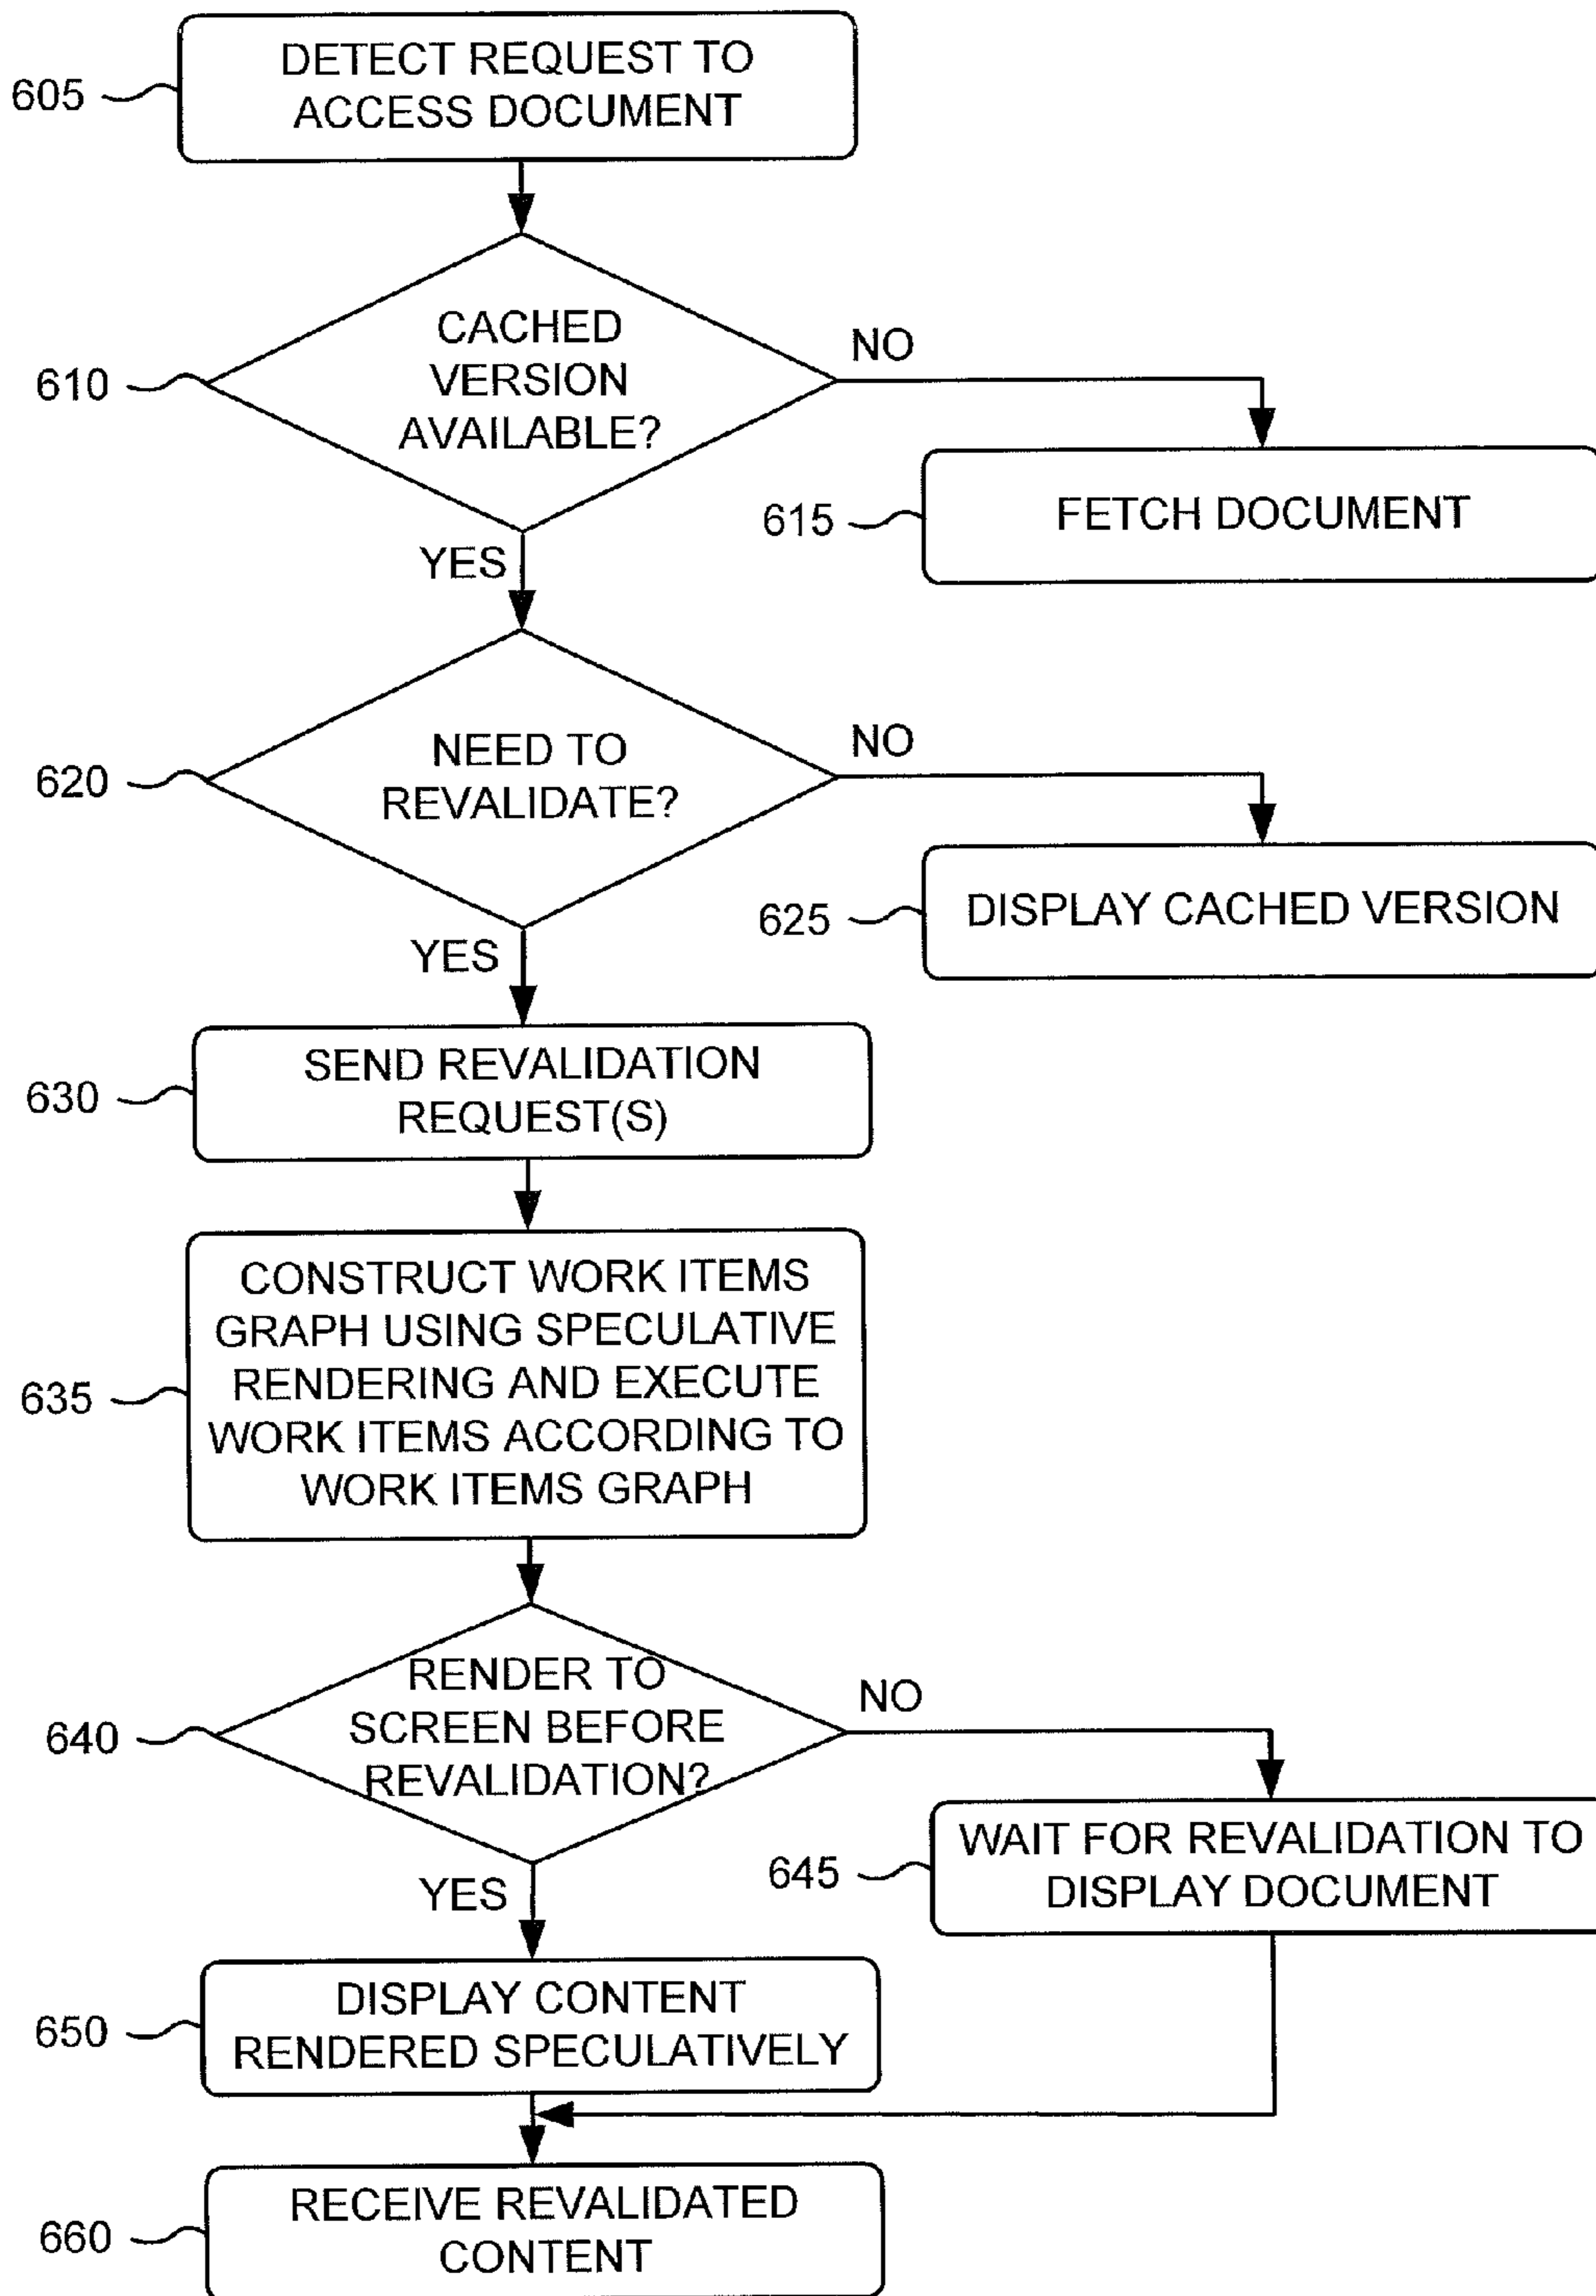 DETECT REQUEST TO
ACCESS DOCUMENT
605
CACHED
VERSION
AVAILABLE?
610
NO
615
FETCH DOCUMENT
YES
NEED TO
REVALIDATE?
620
NO
625
DISPLAY CACHED VERSION
YES
SEND REVALIDATION
REQUEST(S)
630
CONSTRUCT WORK ITEMS
GRAPH USING SPECULATIVE
RENDERING AND EXECUTE
WORK ITEMS ACCORDING TO
WORK ITEMS GRAPH
635
RENDER TO
SCREEN BEFORE
REVALIDATION?
640
NO
WAIT FOR REVALIDATION TO
DISPLAY DOCUMENT
645
YES
DISPLAY CONTENT
RENDERED SPECULATIVELY
650
RECEIVE REVALIDATED
CONTENT
660